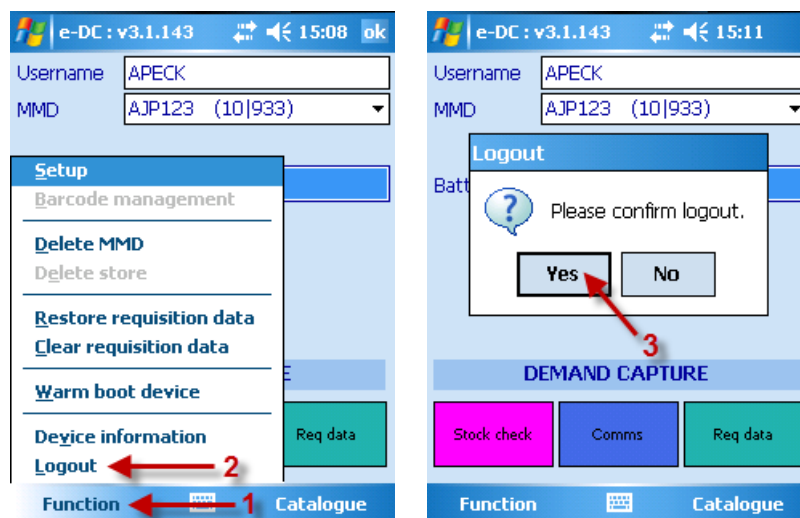 e-DC : v3.1.143 15:08 ok
Username APECK
MMD AJP123 (10|933)
Setup
Barcode management
Delete MMD
Delete store
Restore requisition data
Clear requisition data
Warm boot device
E
Device information
Req data
Logout 2
Function 1 Catalogue
e-DC : v3.1.143 15:11
Username APECK
MMD AJP123 (10|933)
Logout
Batt
? Please confirm logout.
Yes No
3
DEMAND CAPTURE
Stock check Comms Req data
Function Catalogue